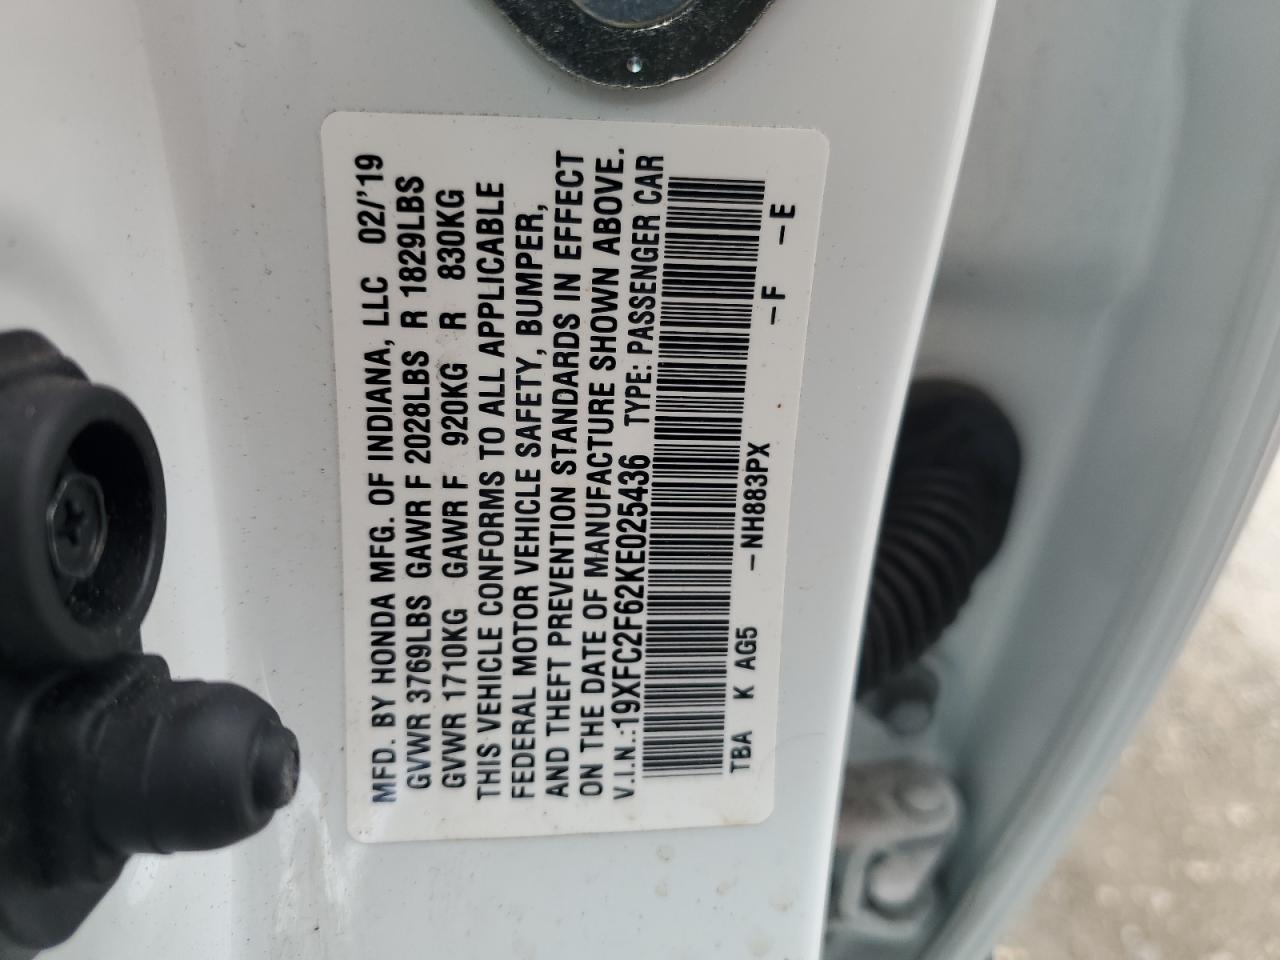 MFD. BY HONDA MFG. OF INDIANA, LLC 02/'19
GVWR 3769LBS GAWR F 2028LBS R 1829LBS
GVWR 1710KG GAWR F 920KG R 830KG
THIS VEHICLE CONFORMS TO ALL APPLICABLE
FEDERAL MOTOR VEHICLE SAFETY, BUMPER,
AND THEFT PREVENTION STANDARDS IN EFFECT
ON THE DATE OF MANUFACTURE SHOWN ABOVE.
V.I.N.:19XFC2F62KE025436 TYPE: PASSENGER CAR
TBA K AG5 -NH883PX -F -E